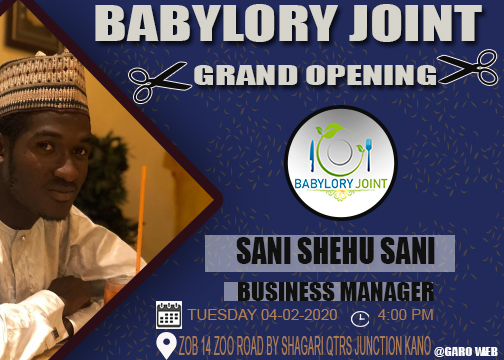 BABYLORY JOINT
GRAND OPENING
BABYLORY JOINT
SANI SHEHU SANI
BUSINESS MANAGER
TUESDAY 04-02-2020 4:00 PM
ZOB 14 ZOO ROAD BY SHAGARI QTRS JUNCTION KANO
@GARO WEB